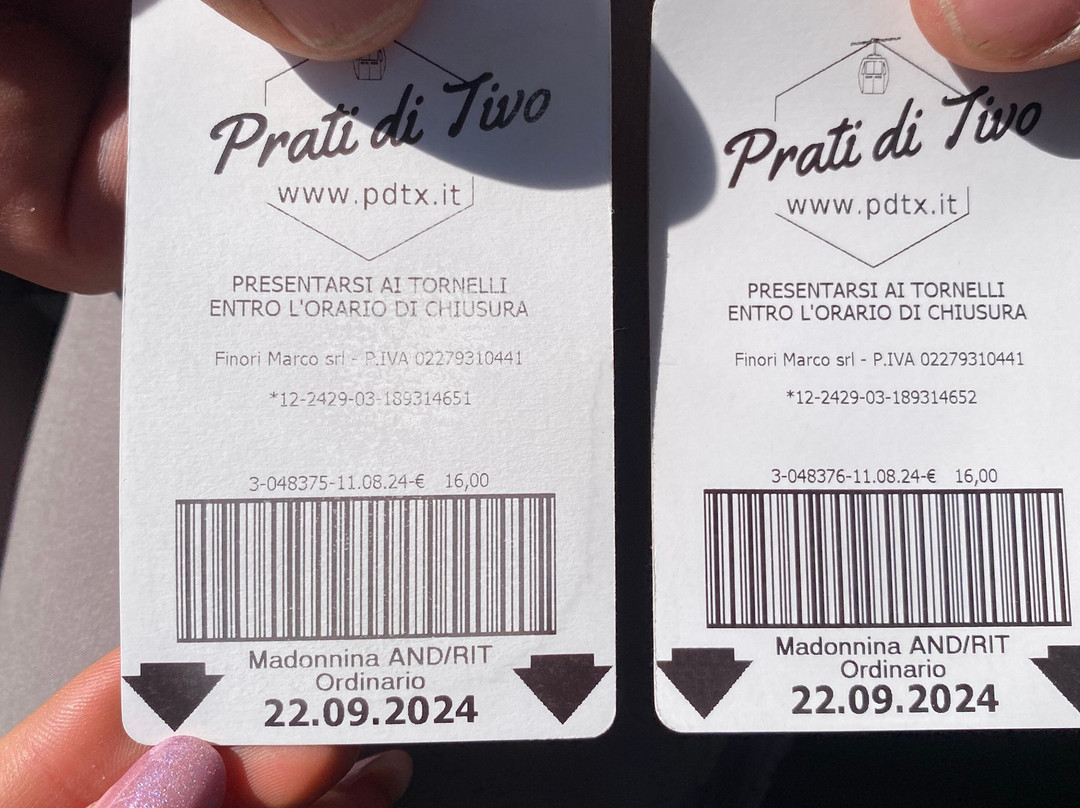 Prati di Tivo
www.pdtx.it
PRESENTARSI AI TORNELLI
ENTRO L'ORARIO DI CHIUSURA
Finori Marco srl - P.IVA 02279310441
*12-2429-03-189314651
3-048375-11.08.24-€ 16,00
Madonnina AND/RIT
Ordinario
22.09.2024
Prati di Tivo
www.pdtx.it
PRESENTARSI AI TORNELLI
ENTRO L'ORARIO DI CHIUSURA
Finori Marco srl - P.IVA 02279310441
*12-2429-03-189314652
3-048376-11.08.24-€ 16,00
Madonnina AND/RIT
Ordinario
22.09.2024